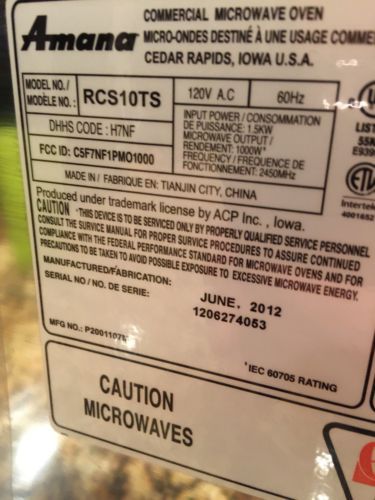 Amana
COMMERCIAL MICROWAVE OVEN
MICRO-ONDES DESTINÉ À UNE USAGE
CEDAR RAPIDS, IOWA U.S.A.
MODEL NO./
MODÈLE NO.:
RCS10TS
120V A.C
60Hz
DHHS CODE : H7NF
FCC ID: C5F7NF1PMO1000
INPUT POWER / CONSOMMATION
DE PUISSANCE: 1.5KW
MICROWAVE OUTPUT /
RENDEMENT: 1000W*
FREQUENCY / FREQUENCE DE
FONCTIONNEMENT: 2450MHz
MADE IN / FABRIQUE EN: TIANJIN CITY, CHINA
LIST
Intertek
4001652
Produced under trademark license by ACP Inc. , Iowa.
CAUTION "THIS DEVICE IS TO BE SERVICED ONLY BY PROPERLY QUALIFIED SERVICE PERSONNEL
CONSULT THE SERVICE MANUAL FOR PROPER SERVICE PROCEDURES TO ASSURE CONTINUED
COMPLIANCE WITH THE FEDERAL PERFORMANCE STANDARD FOR MICROWAVE OVENS AND FOR
PRECAUTIONS TO BE TAKEN TO AVOID POSSIBLE EXPOSURE TO EXCESSIVE MICROWAVE ENERGY.
MANUFACTURED/FABRICATION:
JUNE. 2012
SERIAL NO / NO. DE SERIE:
1206274053
MFG NO.:
*IEC 60705 RATING
CAUTION
MICROWAVES